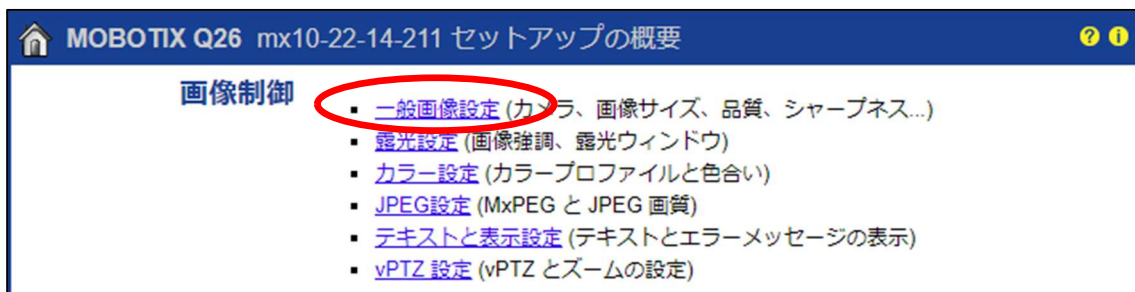 MOBOTIX Q26 mx10-22-14-211 セットアップの概要 ? i
画像制御
▪ 一般画像設定 (カメラ、画像サイズ、品質、シャープネス...)
▪ 露光設定 (画像強調、露光ウィンドウ)
▪ カラー設定 (カラープロファイルと色合い)
▪ JPEG設定 (MxPEG と JPEG 画質)
▪ テキストと表示設定 (テキストとエラーメッセージの表示)
▪ vPTZ 設定 (vPTZ とズームの設定)